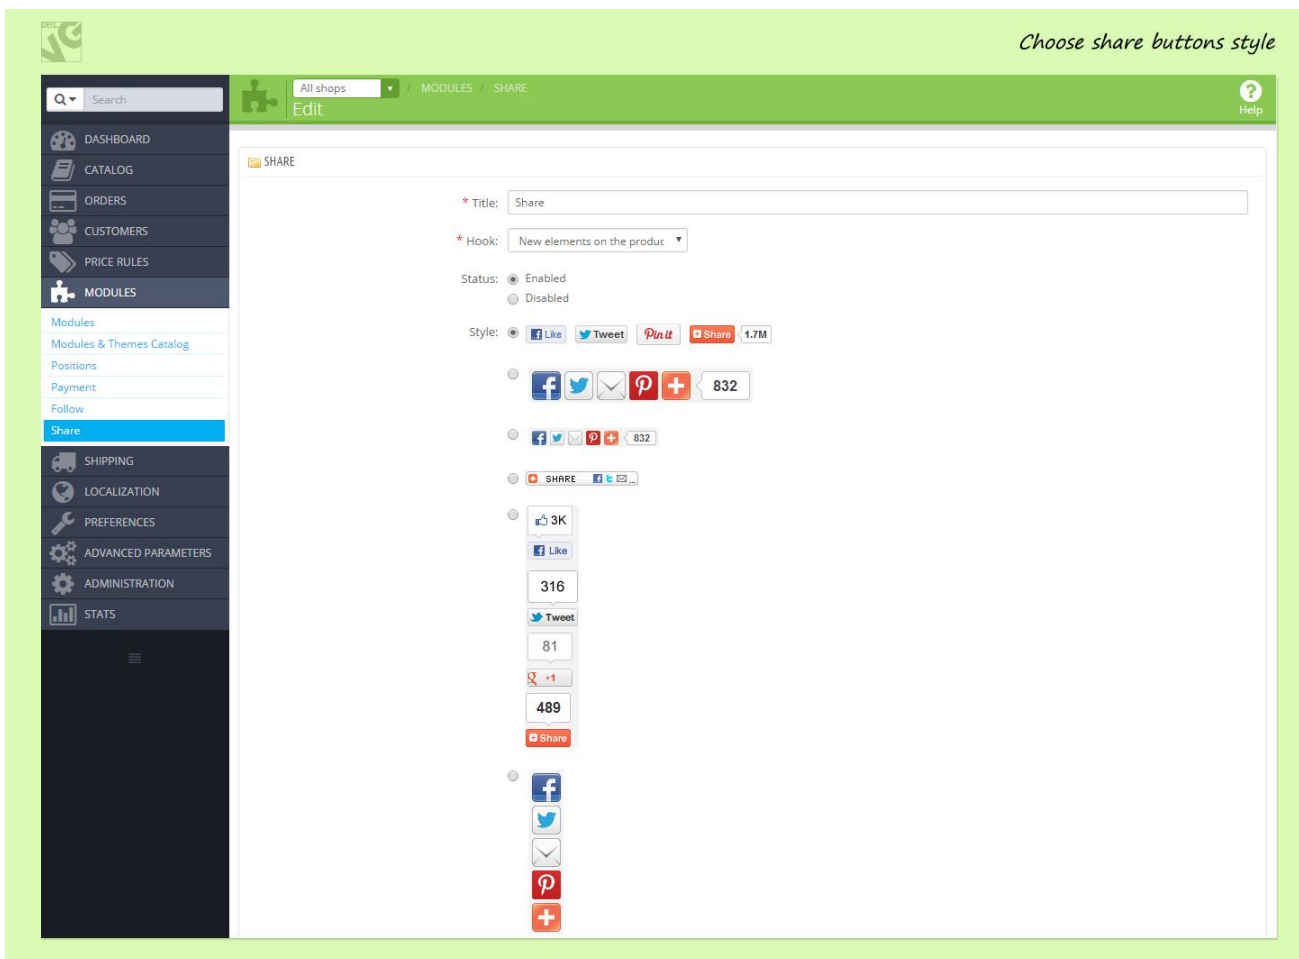 Choose share buttons style
Search
All shops / MODULES / SHARE
Edit
Help
DASHBOARD
CATALOG
ORDERS
CUSTOMERS
PRICE RULES
MODULES
Modules
Modules & Themes Catalog
Positions
Payment
Follow
Share
SHIPPING
LOCALIZATION
PREFERENCES
ADVANCED PARAMETERS
ADMINISTRATION
STATS
SHARE
* Title: Share
* Hook: New elements on the produc
Status: Enabled
Disabled
Style: Like Tweet Pin it Share 1.7M
832
832
SHARE ...
3K
Like
316
Tweet
81
+1
489
Share